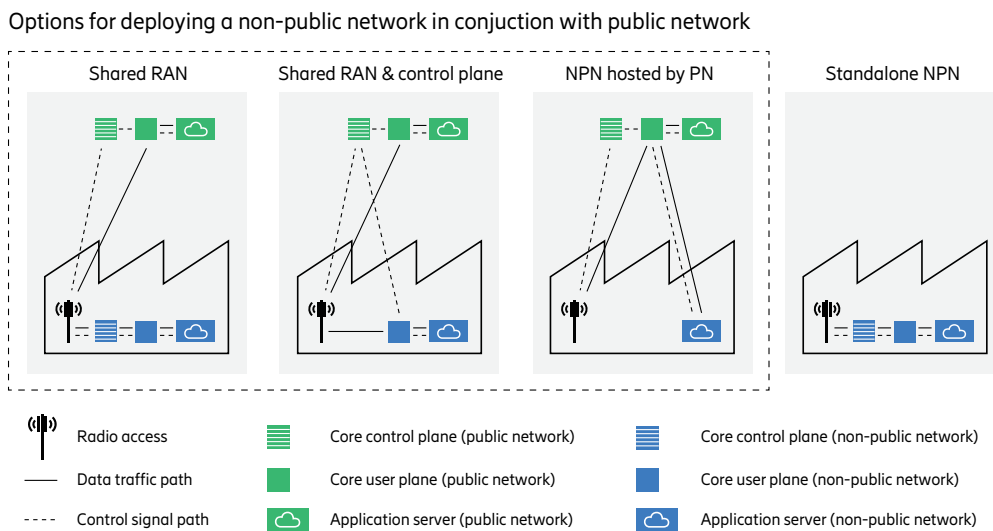 Options for deploying a non-public network in conjuction with public network
Shared RAN
Shared RAN & control plane
NPN hosted by PN
Standalone NPN
Radio access
Core control plane (public network)
Core control plane (non-public network)
Data traffic path
Core user plane (public network)
Core user plane (non-public network)
Control signal path
Application server (public network)
Application server (non-public network)